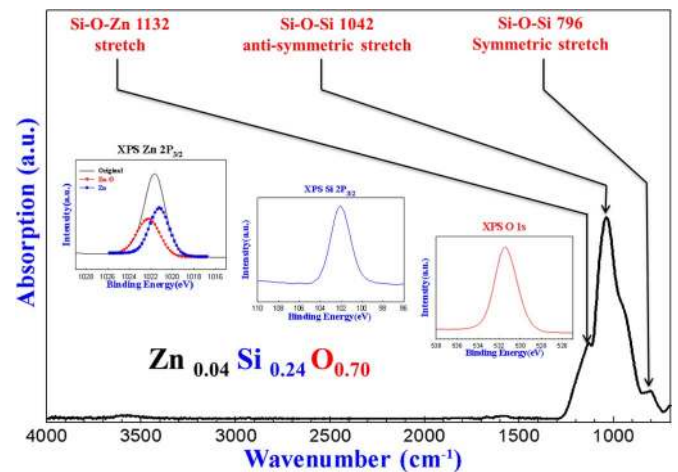 Si-O-Zn 1132
stretch
Si-O-Si 1042
anti-symmetric stretch
Si-O-Si 796
Symmetric stretch
Absorption (a.u.)
XPS Zn 2P3/2
Original
Zn-O
Zn
Intensity(a.u.)
1028 1026 1024 1022 1020 1018 1016
Binding Energy(eV)
XPS Si 2P3/2
Intensity(a.u.)
110 108 106 104 102 100 98 96
Binding Energy(eV)
XPS O 1s
Intensity(a.u.)
538 536 534 532 530 528 526
Binding Energy(eV)
Zn 0.04 Si 0.24 O0.70
4000 3500 3000 2500 2000 1500 1000
Wavenumber (cm-1)